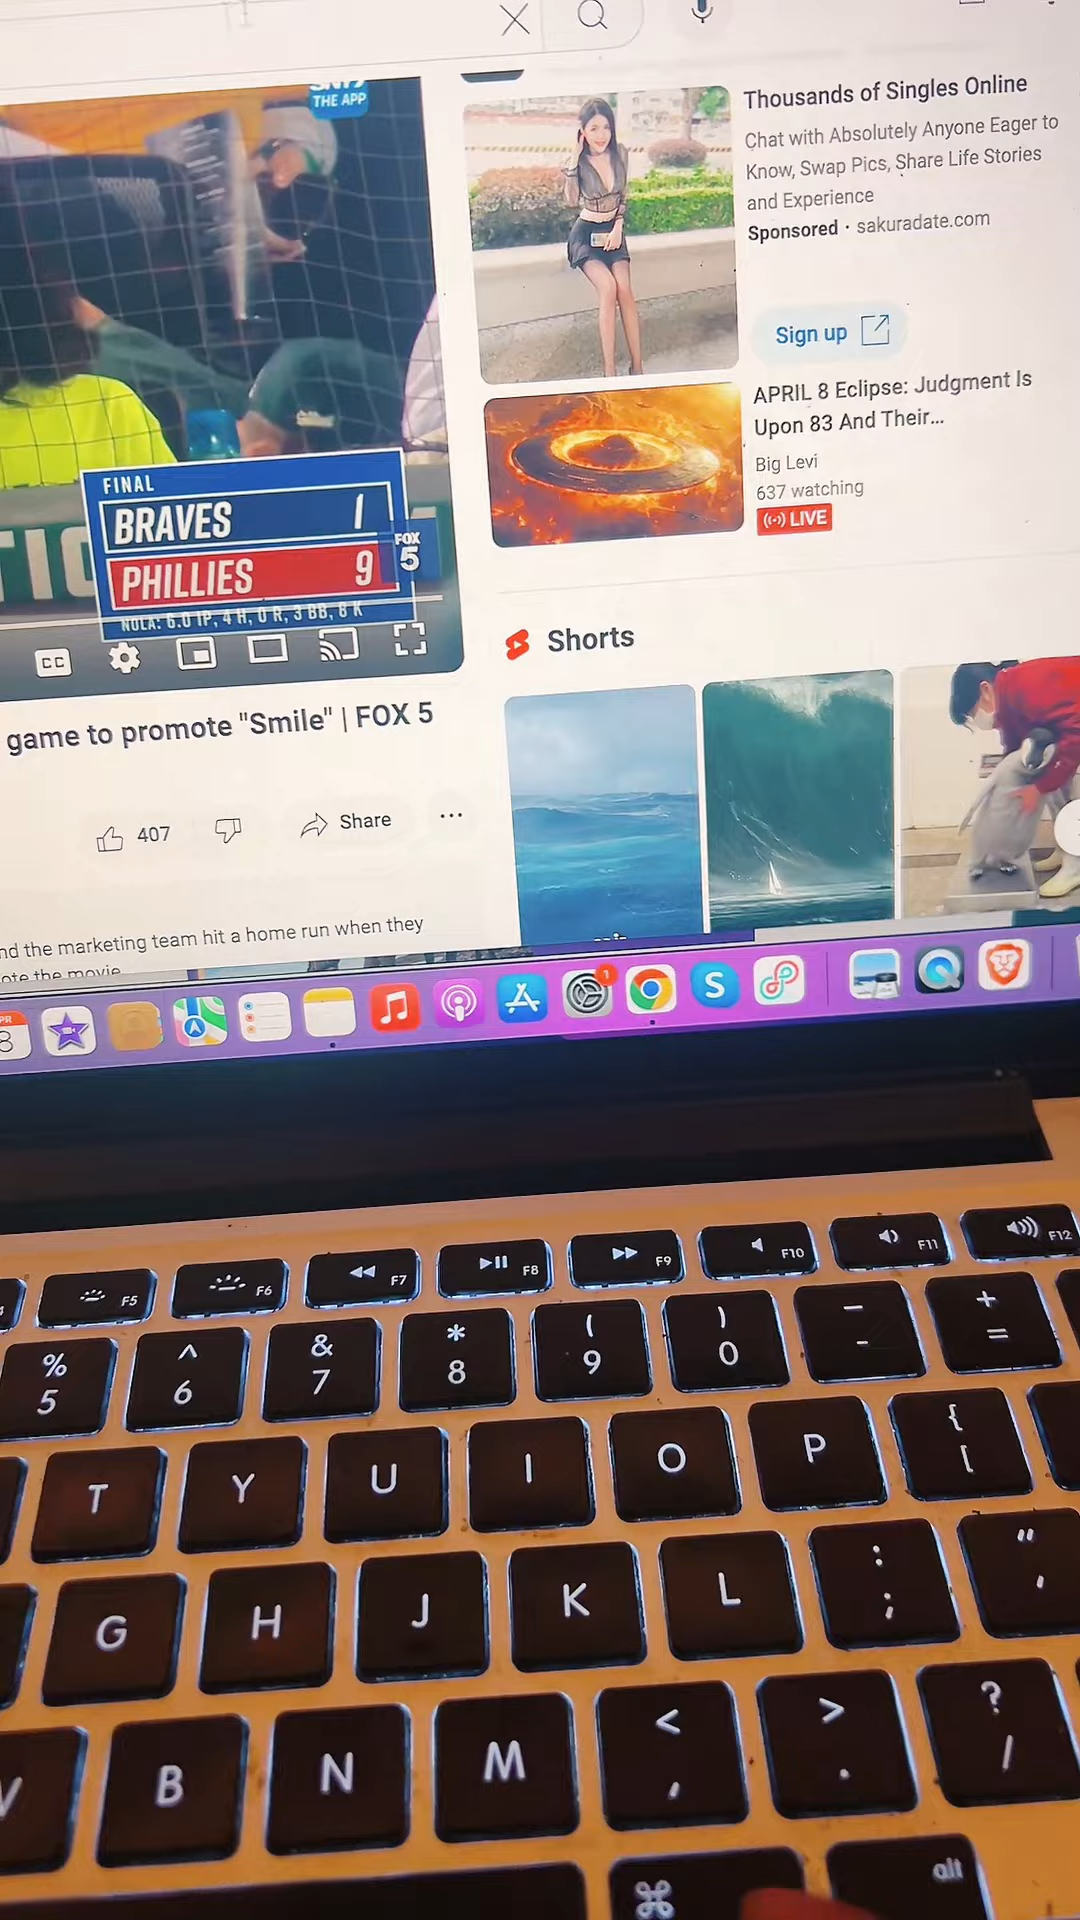 THE APP
FINAL
BRAVES 1
PHILLIES 9
NOLA: 6.0 IP, 4 H, 0 R, 3 BB, 8 K
FOX
5
CC
game to promote "Smile" | FOX 5
407
Share
nd the marketing team hit a home run when they
ote the movie
Thousands of Singles Online
Chat with Absolutely Anyone Eager to
Know, Swap Pics, Share Life Stories
and Experience
Sponsored · sakuradate.com
Sign up
APRIL 8 Eclipse: Judgment Is
Upon 83 And Their...
Big Levi
637 watching
LIVE
Shorts
1
S
F5 F6 F7 F8 F9 F10 F11 F12
% ^ & * ( ) – +
5 6 7 8 9 0 - =
T Y U I O P { [
G H J K L : ; " '
V B N M < , > . ? /
⌘ alt